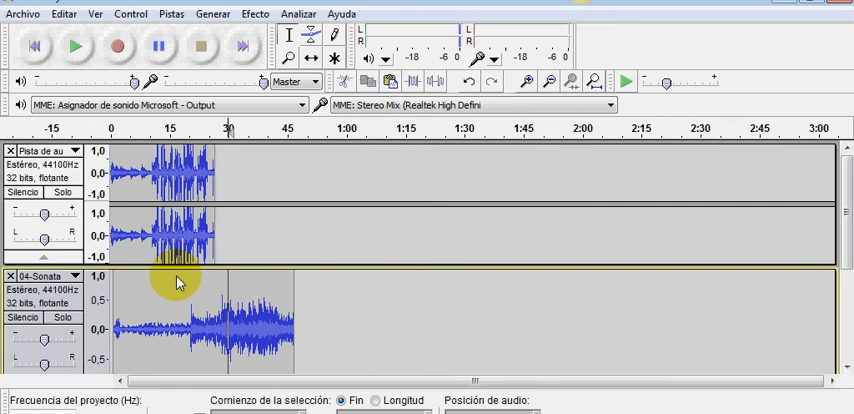 Archivo Editar Ver Control Pistas Generar Efecto Analizar Ayuda
L
R
-18 -6 0
L
R
-18 -6 0
Master
MME: Asignador de sonido Microsoft - Output
MME: Stereo Mix (Realtek High Defini
-15 0 15 30 45 1:00 1:15 1:30 1:45 2:00 2:15 2:30 2:45 3:00
Pista de au
Estéreo, 44100Hz
32 bits, flotante
Silencio Solo
- +
L R
1,0
0,0-
-1,0
1,0
0,0-
-1,0
04-Sonata
Estéreo, 44100Hz
32 bits, flotante
Silencio Solo
- +
L R
1,0
0,5-
0,0-
-0,5-
Frecuencia del proyecto (Hz): Comienzo de la selección: Fin Longitud Posición de audio: